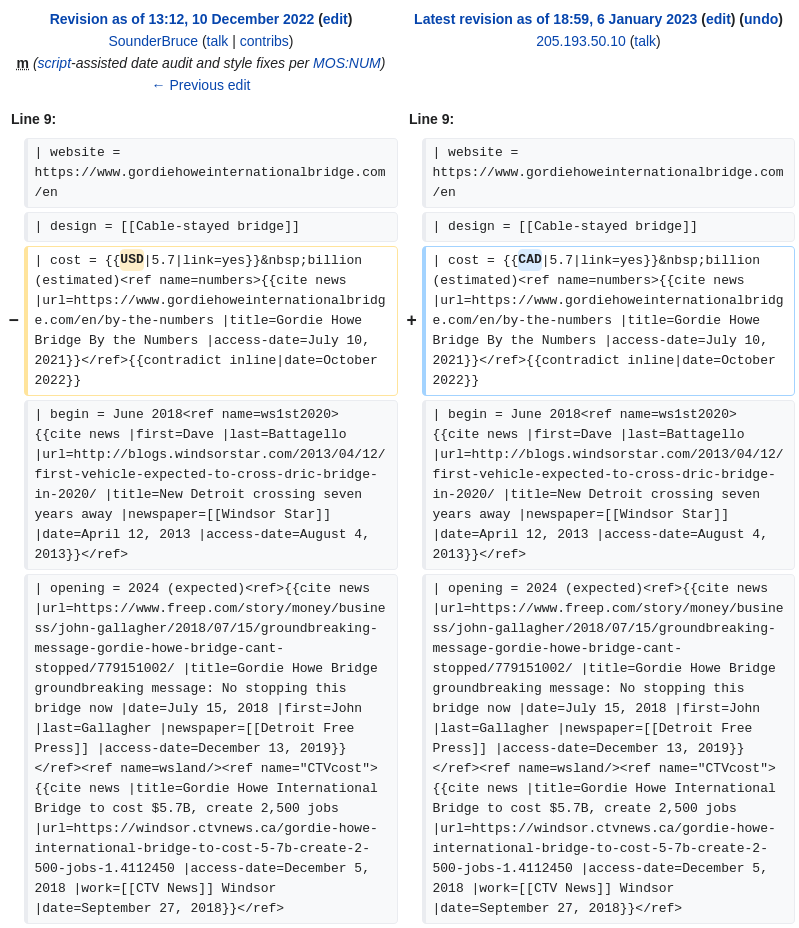 Revision as of 13:12, 10 December 2022 (edit)
SounderBruce (talk | contribs)
m (script-assisted date audit and style fixes per MOS:NUM)
← Previous edit
Latest revision as of 18:59, 6 January 2023 (edit) (undo)
205.193.50.10 (talk)
Line 9:
| website =
https://www.gordiehoweinternationalbridge.com
/en
| design = [[Cable-stayed bridge]]
−
| cost = {{USD|5.7|link=yes}}&nbsp;billion
(estimated)<ref name=numbers>{{cite news
|url=https://www.gordiehoweinternationalbridg
e.com/en/by-the-numbers |title=Gordie Howe
Bridge By the Numbers |access-date=July 10,
2021}}</ref>{{contradict inline|date=October
2022}}
| begin = June 2018<ref name=ws1st2020>
{{cite news |first=Dave |last=Battagello
|url=http://blogs.windsorstar.com/2013/04/12/
first-vehicle-expected-to-cross-dric-bridge-
in-2020/ |title=New Detroit crossing seven
years away |newspaper=[[Windsor Star]]
|date=April 12, 2013 |access-date=August 4,
2013}}</ref>
| opening = 2024 (expected)<ref>{{cite news
|url=https://www.freep.com/story/money/busine
ss/john-gallagher/2018/07/15/groundbreaking-
message-gordie-howe-bridge-cant-
stopped/779151002/ |title=Gordie Howe Bridge
groundbreaking message: No stopping this
bridge now |date=July 15, 2018 |first=John
|last=Gallagher |newspaper=[[Detroit Free
Press]] |access-date=December 13, 2019}}
</ref><ref name=wsland/><ref name="CTVcost">
{{cite news |title=Gordie Howe International
Bridge to cost $5.7B, create 2,500 jobs
|url=https://windsor.ctvnews.ca/gordie-howe-
international-bridge-to-cost-5-7b-create-2-
500-jobs-1.4112450 |access-date=December 5,
2018 |work=[[CTV News]] Windsor
|date=September 27, 2018}}</ref>
Line 9:
| website =
https://www.gordiehoweinternationalbridge.com
/en
| design = [[Cable-stayed bridge]]
+
| cost = {{CAD|5.7|link=yes}}&nbsp;billion
(estimated)<ref name=numbers>{{cite news
|url=https://www.gordiehoweinternationalbridg
e.com/en/by-the-numbers |title=Gordie Howe
Bridge By the Numbers |access-date=July 10,
2021}}</ref>{{contradict inline|date=October
2022}}
| begin = June 2018<ref name=ws1st2020>
{{cite news |first=Dave |last=Battagello
|url=http://blogs.windsorstar.com/2013/04/12/
first-vehicle-expected-to-cross-dric-bridge-
in-2020/ |title=New Detroit crossing seven
years away |newspaper=[[Windsor Star]]
|date=April 12, 2013 |access-date=August 4,
2013}}</ref>
| opening = 2024 (expected)<ref>{{cite news
|url=https://www.freep.com/story/money/busine
ss/john-gallagher/2018/07/15/groundbreaking-
message-gordie-howe-bridge-cant-
stopped/779151002/ |title=Gordie Howe Bridge
groundbreaking message: No stopping this
bridge now |date=July 15, 2018 |first=John
|last=Gallagher |newspaper=[[Detroit Free
Press]] |access-date=December 13, 2019}}
</ref><ref name=wsland/><ref name="CTVcost">
{{cite news |title=Gordie Howe International
Bridge to cost $5.7B, create 2,500 jobs
|url=https://windsor.ctvnews.ca/gordie-howe-
international-bridge-to-cost-5-7b-create-2-
500-jobs-1.4112450 |access-date=December 5,
2018 |work=[[CTV News]] Windsor
|date=September 27, 2018}}</ref>